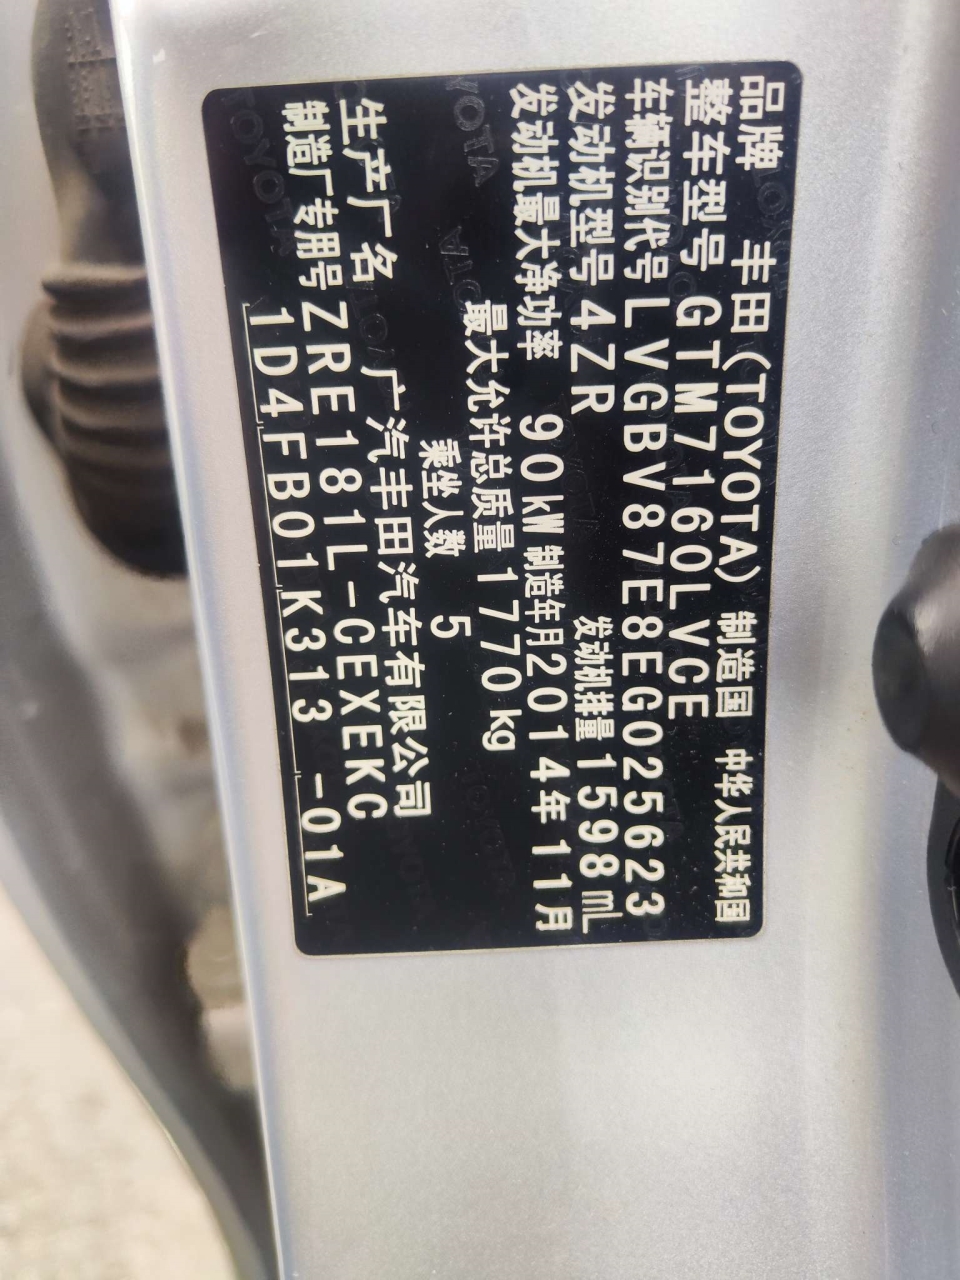 品牌 丰田(TOYOTA) 制造国 中华人民共和国
整车型号 GTM7160LVCE
车辆识别代号 LVGBV87E8EG025623
发动机型号 4ZR 发动机排量 1598mL
发动机最大净功率 90kW 制造年月 2014年11月
最大允许总质量 1770kg
乘坐人数 5
生产厂名 广汽丰田汽车有限公司
制造厂专用号 ZRE181L-CEXEKC
1D4FB01K313-01A